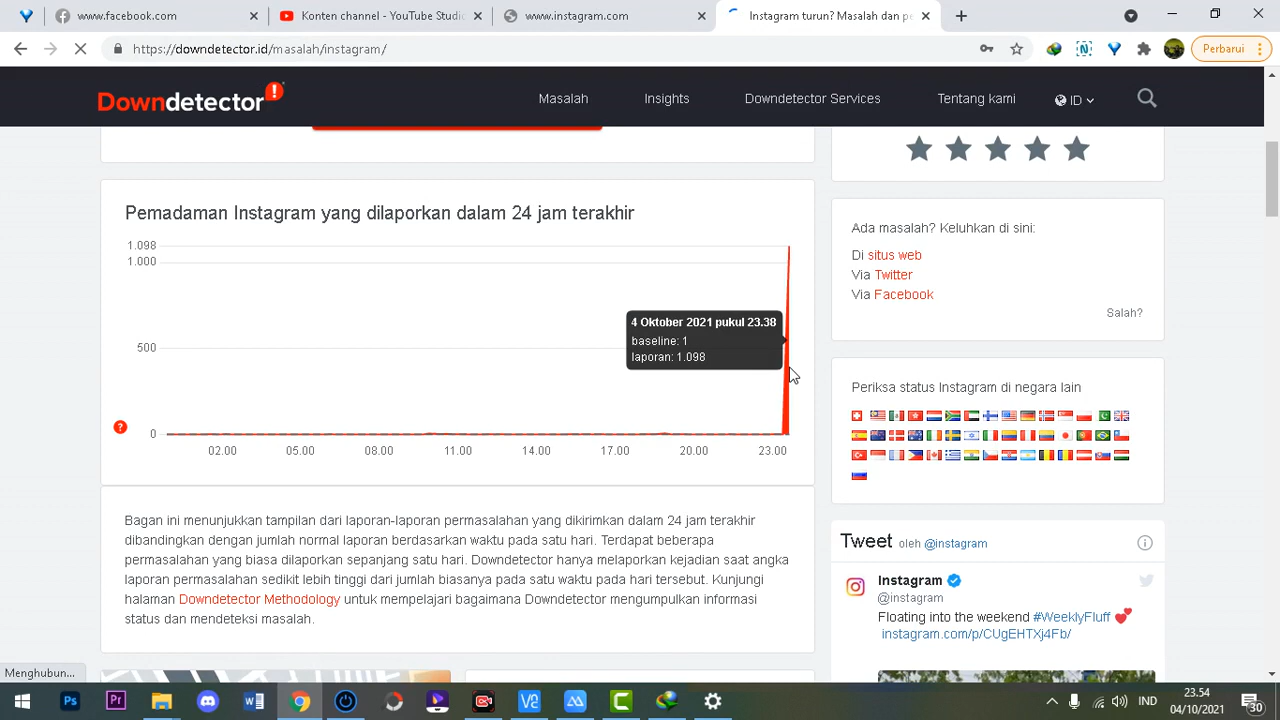 www.facebook.com
Konten channel - YouTube Studio
www.instagram.com
Instagram turun? Masalah dan pe
https://downdetector.id/masalah/instagram/
Perbarui
Downdetector
Masalah
Insights
Downdetector Services
Tentang kami
ID
Pemadaman Instagram yang dilaporkan dalam 24 jam terakhir
1.098
1.000
500
0
4 Oktober 2021 pukul 23.38
baseline: 1
laporan: 1.098
?
02.00 05.00 08.00 11.00 14.00 17.00 20.00 23.00
Bagan ini menunjukkan tampilan dari laporan-laporan permasalahan yang dikirimkan dalam 24 jam terakhir
dibandingkan dengan jumlah normal laporan berdasarkan waktu pada satu hari. Terdapat beberapa
permasalahan yang biasa dilaporkan sepanjang satu hari. Downdetector hanya melaporkan kejadian saat angka
laporan permasalahan sedikit lebih tinggi dari jumlah biasanya pada satu waktu pada hari tersebut. Kunjungi
halaman Downdetector Methodology untuk mempelajari bagaimana Downdetector mengumpulkan informasi
status dan mendeteksi masalah.
Ada masalah? Keluhkan di sini:
Di situs web
Via Twitter
Via Facebook
Salah?
Periksa status Instagram di negara lain
Tweet oleh @instagram
Instagram
@instagram
Floating into the weekend #WeeklyFluff 💕
instagram.com/p/CUgEHTXj4Fb/
Menghubun...
Ps
Pr
IND
23.54
04/10/2021
30